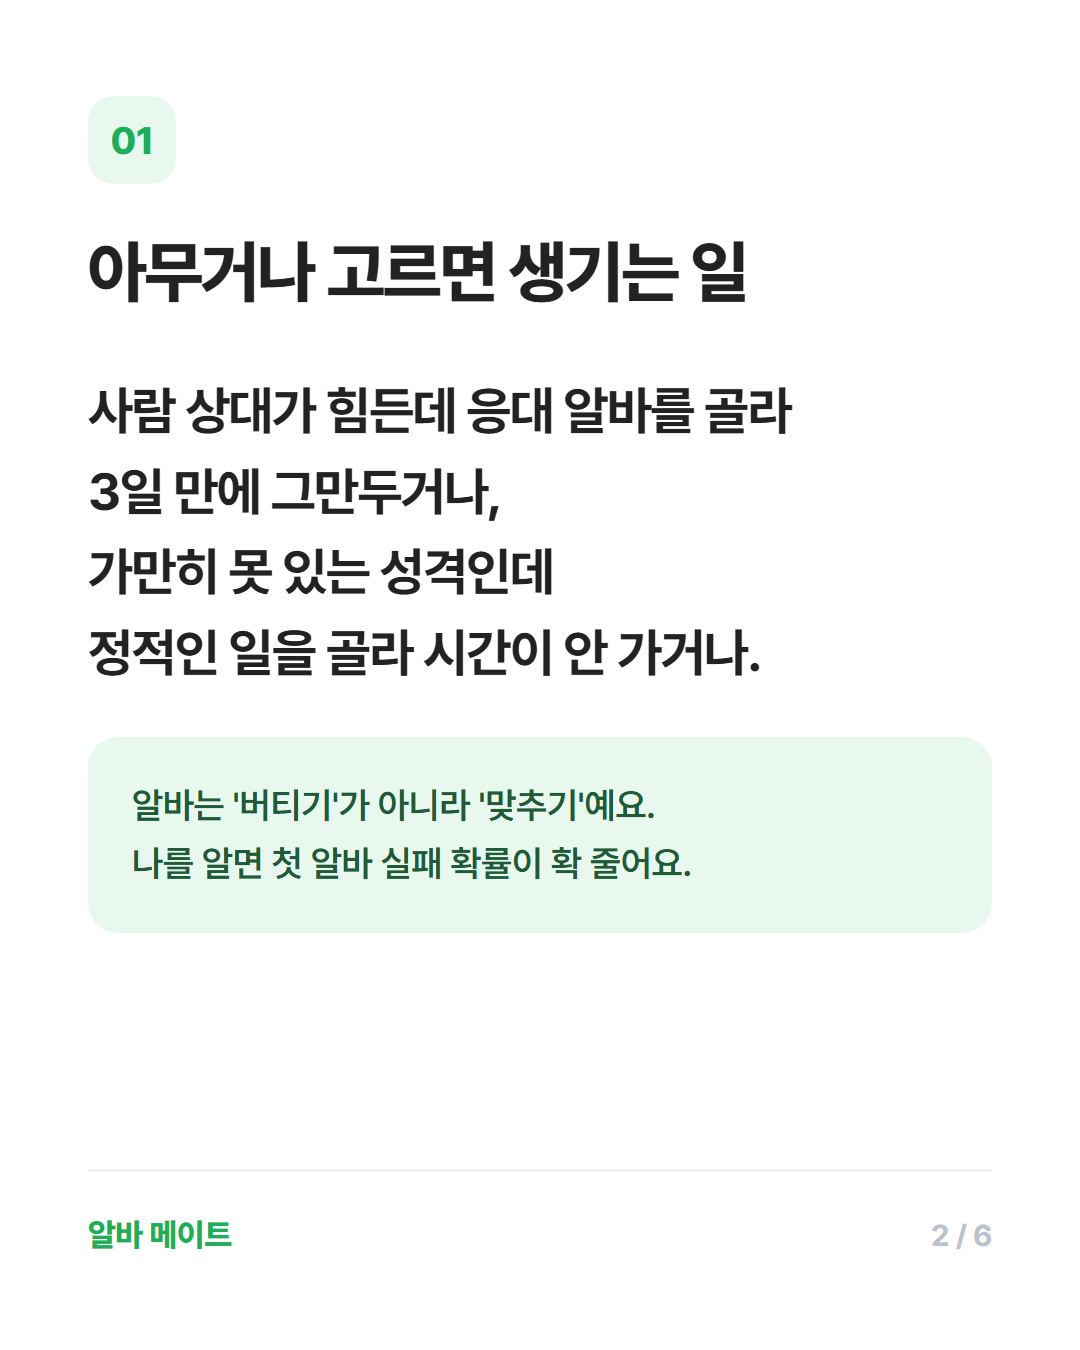 01
아무거나 고르면 생기는 일
사람 상대가 힘든데 응대 알바를 골라
3일 만에 그만두거나,
가만히 못 있는 성격인데
정적인 일을 골라 시간이 안 가거나.
알바는 '버티기'가 아니라 '맞추기'예요.
나를 알면 첫 알바 실패 확률이 확 줄어요.
알바 메이트
2 / 6